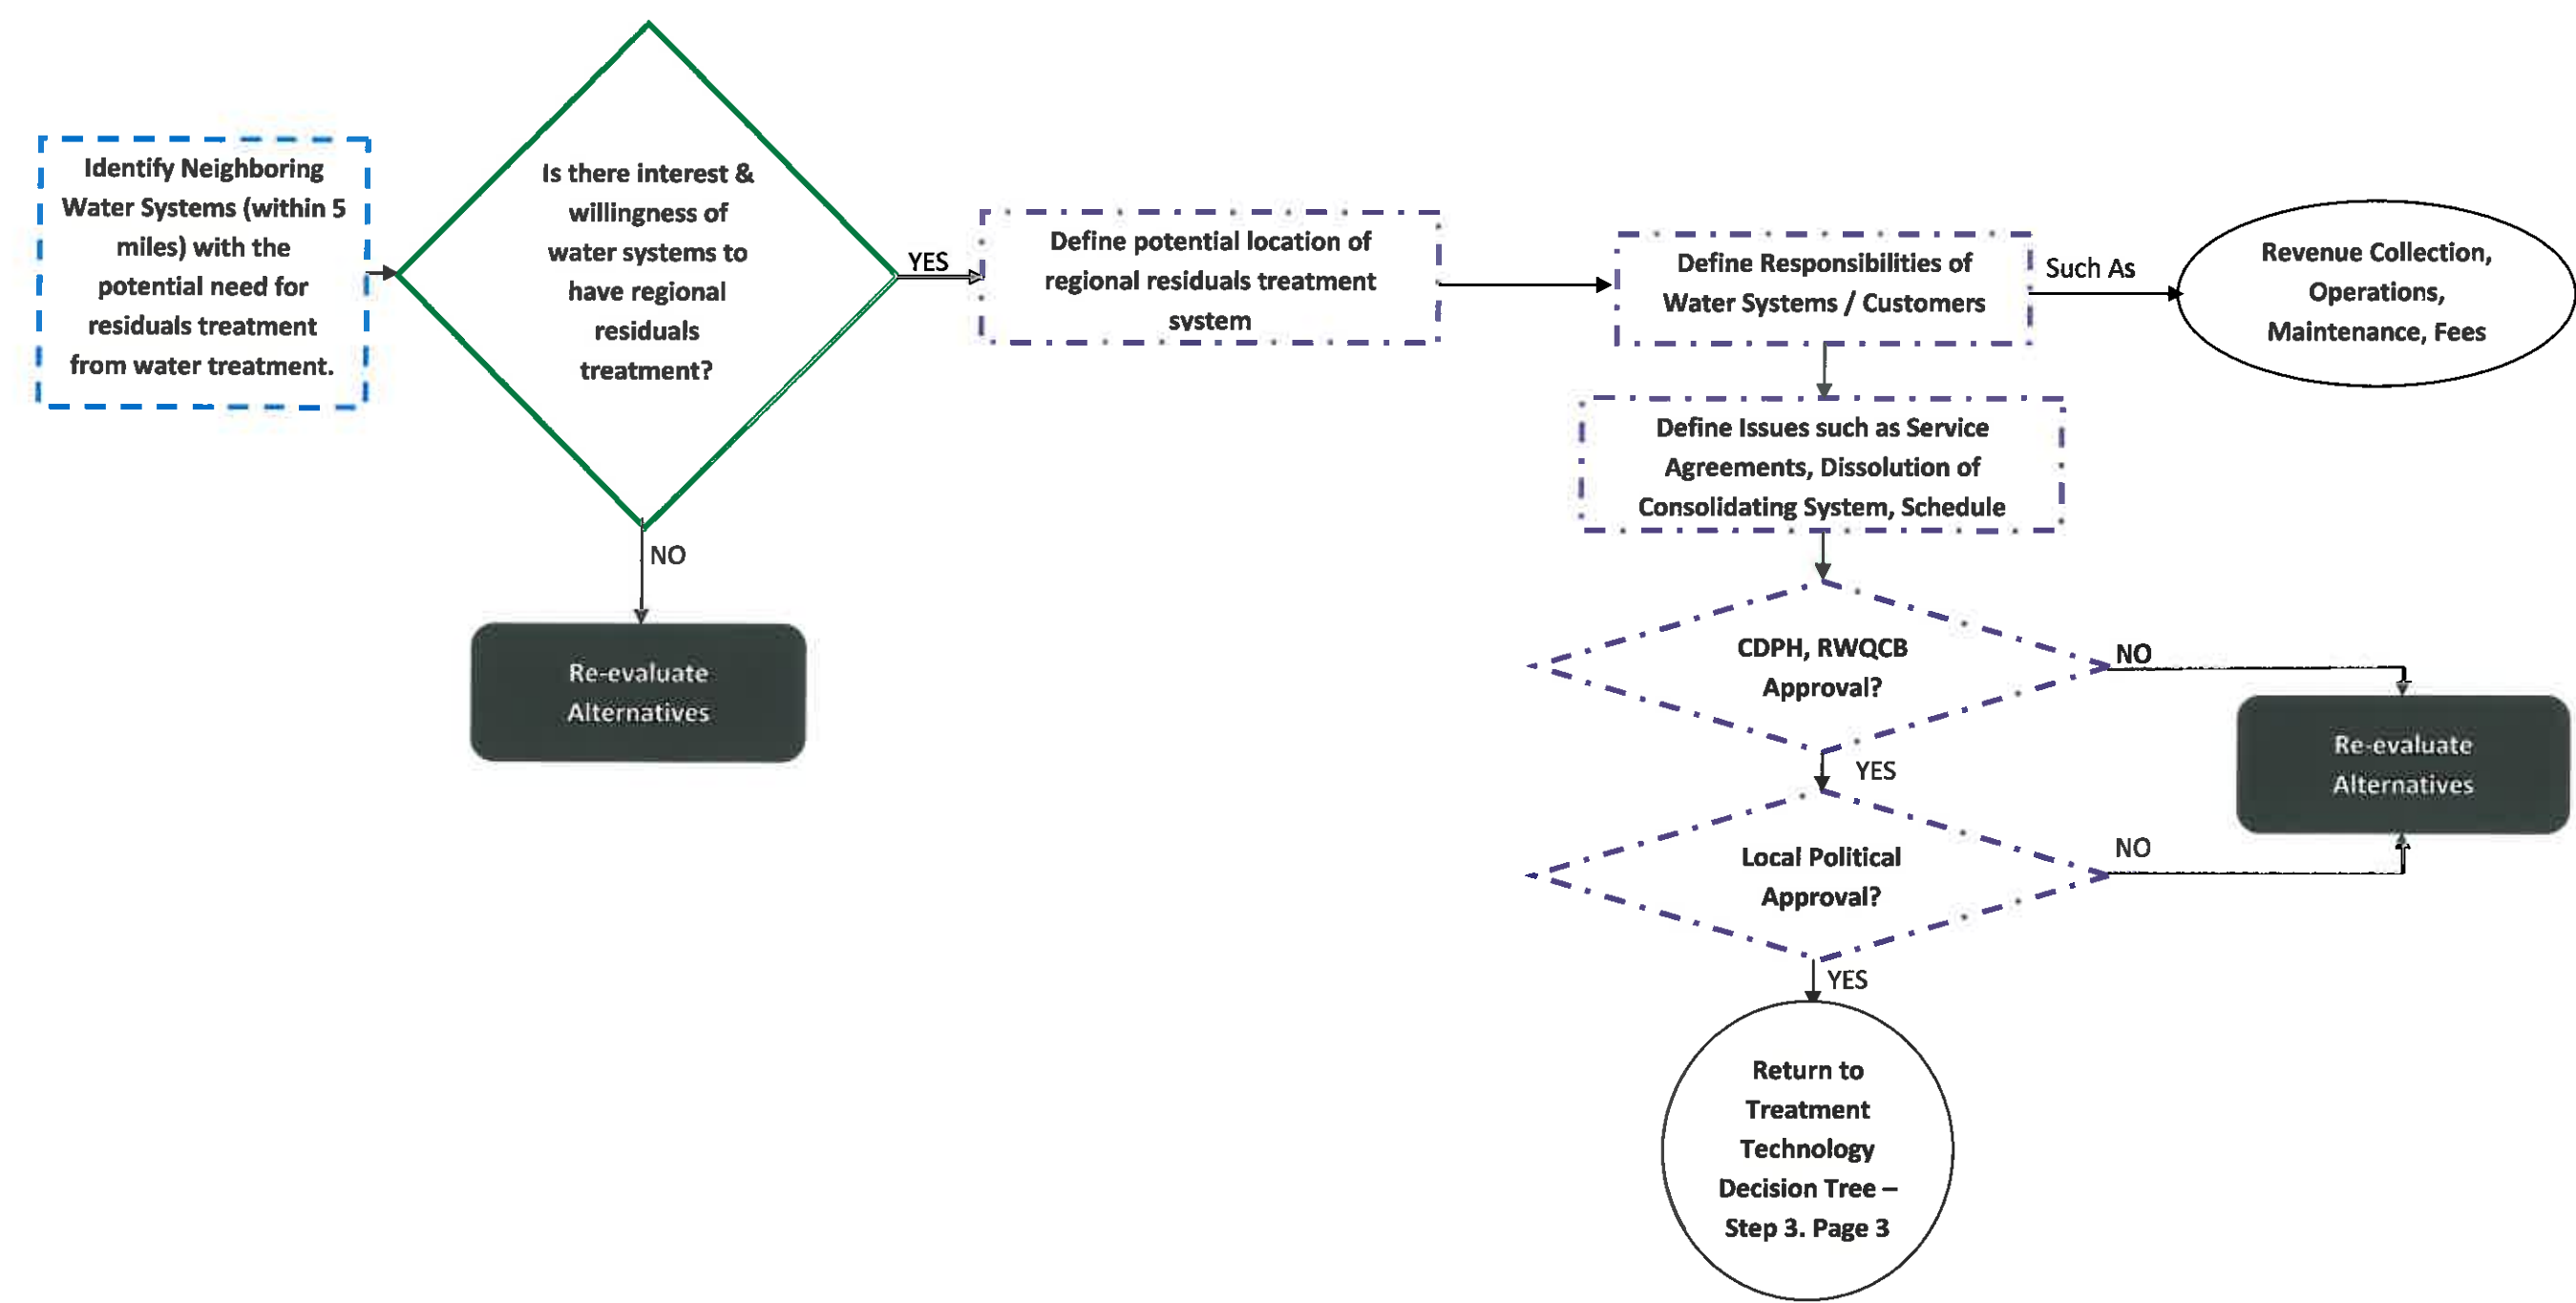 Identify Neighboring
Water Systems (within 5
miles) with the
potential need for
residuals treatment
from water treatment.
Is there interest &
willingness of
water systems to
have regional
residuals
treatment?
YES
NO
Re-evaluate
Alternatives
Define potential location of
regional residuals treatment
system
Define Responsibilities of
Water Systems / Customers
Such As
Revenue Collection,
Operations,
Maintenance, Fees
Define Issues such as Service
Agreements, Dissolution of
Consolidating System, Schedule
CDPH, RWQCB
Approval?
NO
YES
Re-evaluate
Alternatives
Local Political
Approval?
NO
YES
Return to
Treatment
Technology
Decision Tree –
Step 3. Page 3